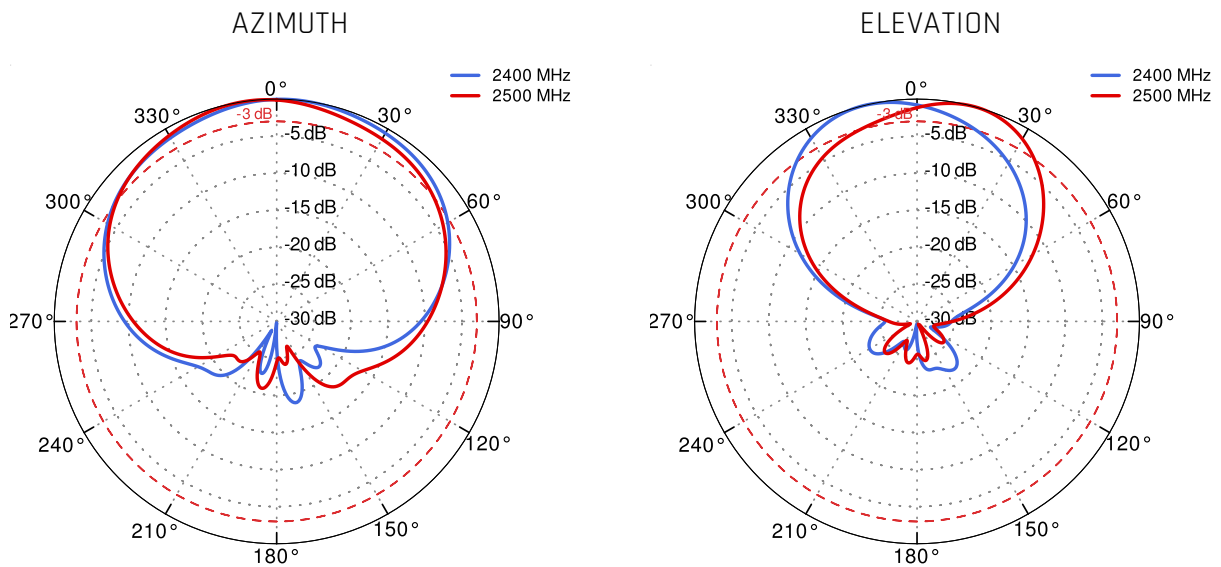 AZIMUTH
2400 MHz
2500 MHz
0°
330°
30°
-3 dB
-5 dB
-10 dB
300°
60°
-15 dB
-20 dB
-25 dB
-30 dB
270°
90°
240°
120°
210°
150°
180°
ELEVATION
2400 MHz
2500 MHz
0°
330°
30°
-3 dB
-5 dB
-10 dB
300°
60°
-15 dB
-20 dB
-25 dB
-30 dB
270°
90°
240°
120°
210°
150°
180°